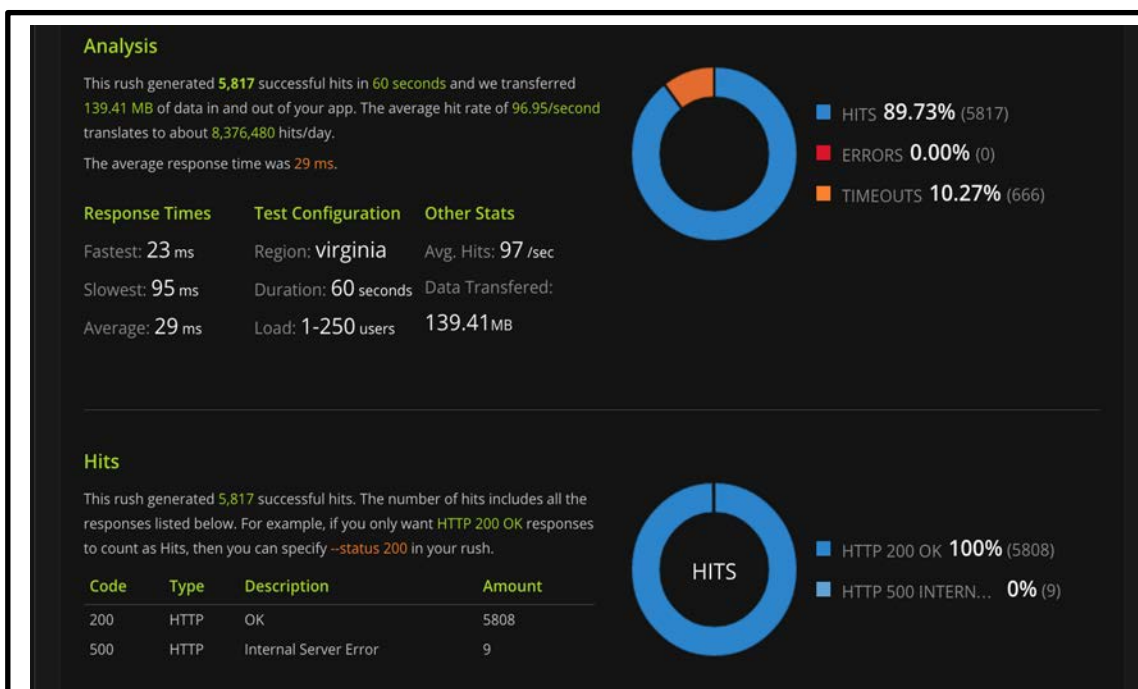 Analysis
This rush generated 5,817 successful hits in 60 seconds and we transferred
139.41 MB of data in and out of your app. The average hit rate of 96.95/second
translates to about 8,376,480 hits/day.
The average response time was 29 ms.
HITS 89.73% (5817)
ERRORS 0.00% (0)
TIMEOUTS 10.27% (666)
Response Times Test Configuration Other Stats
Fastest: 23 ms Region: virginia Avg. Hits: 97 /sec
Slowest: 95 ms Duration: 60 seconds Data Transfered:
Average: 29 ms Load: 1-250 users 139.41MB
Hits
This rush generated 5,817 successful hits. The number of hits includes all the
responses listed below. For example, if you only want HTTP 200 OK responses
to count as Hits, then you can specify --status 200 in your rush.
Code Type Description Amount
200 HTTP OK 5808
500 HTTP Internal Server Error 9
HITS
HTTP 200 OK 100% (5808)
HTTP 500 INTERN... 0% (9)